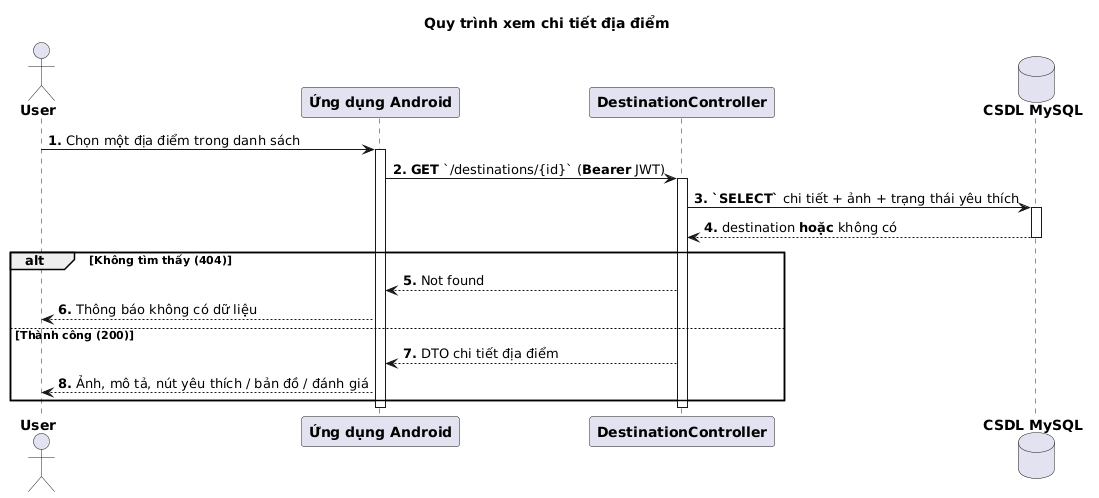 Quy trình xem chi tiết địa điểm
User
Ứng dụng Android
DestinationController
CSDL MySQL
1. Chọn một địa điểm trong danh sách
2. GET `/destinations/{id}` (Bearer JWT)
3. `SELECT` chi tiết + ảnh + trạng thái yêu thích
4. destination hoặc không có
alt [Không tìm thấy (404)]
5. Not found
6. Thông báo không có dữ liệu
[Thành công (200)]
7. DTO chi tiết địa điểm
8. Ảnh, mô tả, nút yêu thích / bản đồ / đánh giá
User
Ứng dụng Android
DestinationController
CSDL MySQL